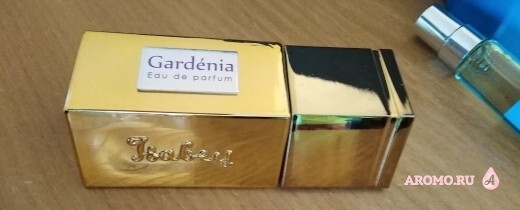 Gardénia
Eau de parfum
Isabey
AROMO.RU
A